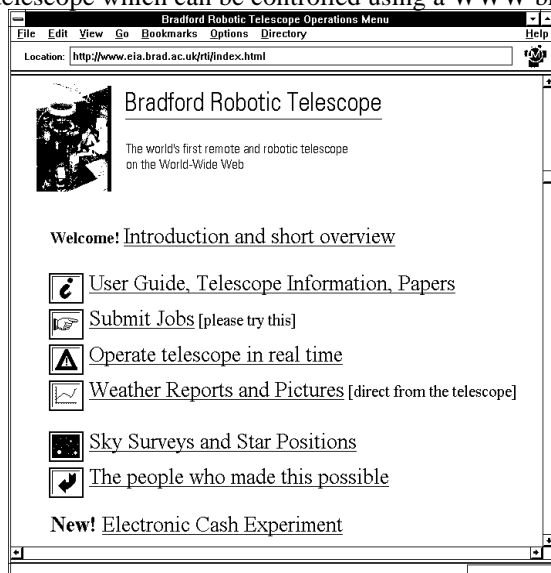 telescope which can be controlled using a WWW b
Bradford Robotic Telescope Operations Menu
File Edit View Go Bookmarks Options Directory Help
Location: http://www.eia.brad.ac.uk/rti/index.html
Bradford Robotic Telescope
The world's first remote and robotic telescope
on the World-Wide Web
Welcome! Introduction and short overview
User Guide, Telescope Information, Papers
Submit Jobs [please try this]
Operate telescope in real time
Weather Reports and Pictures [direct from the telescope]
Sky Surveys and Star Positions
The people who made this possible
New! Electronic Cash Experiment